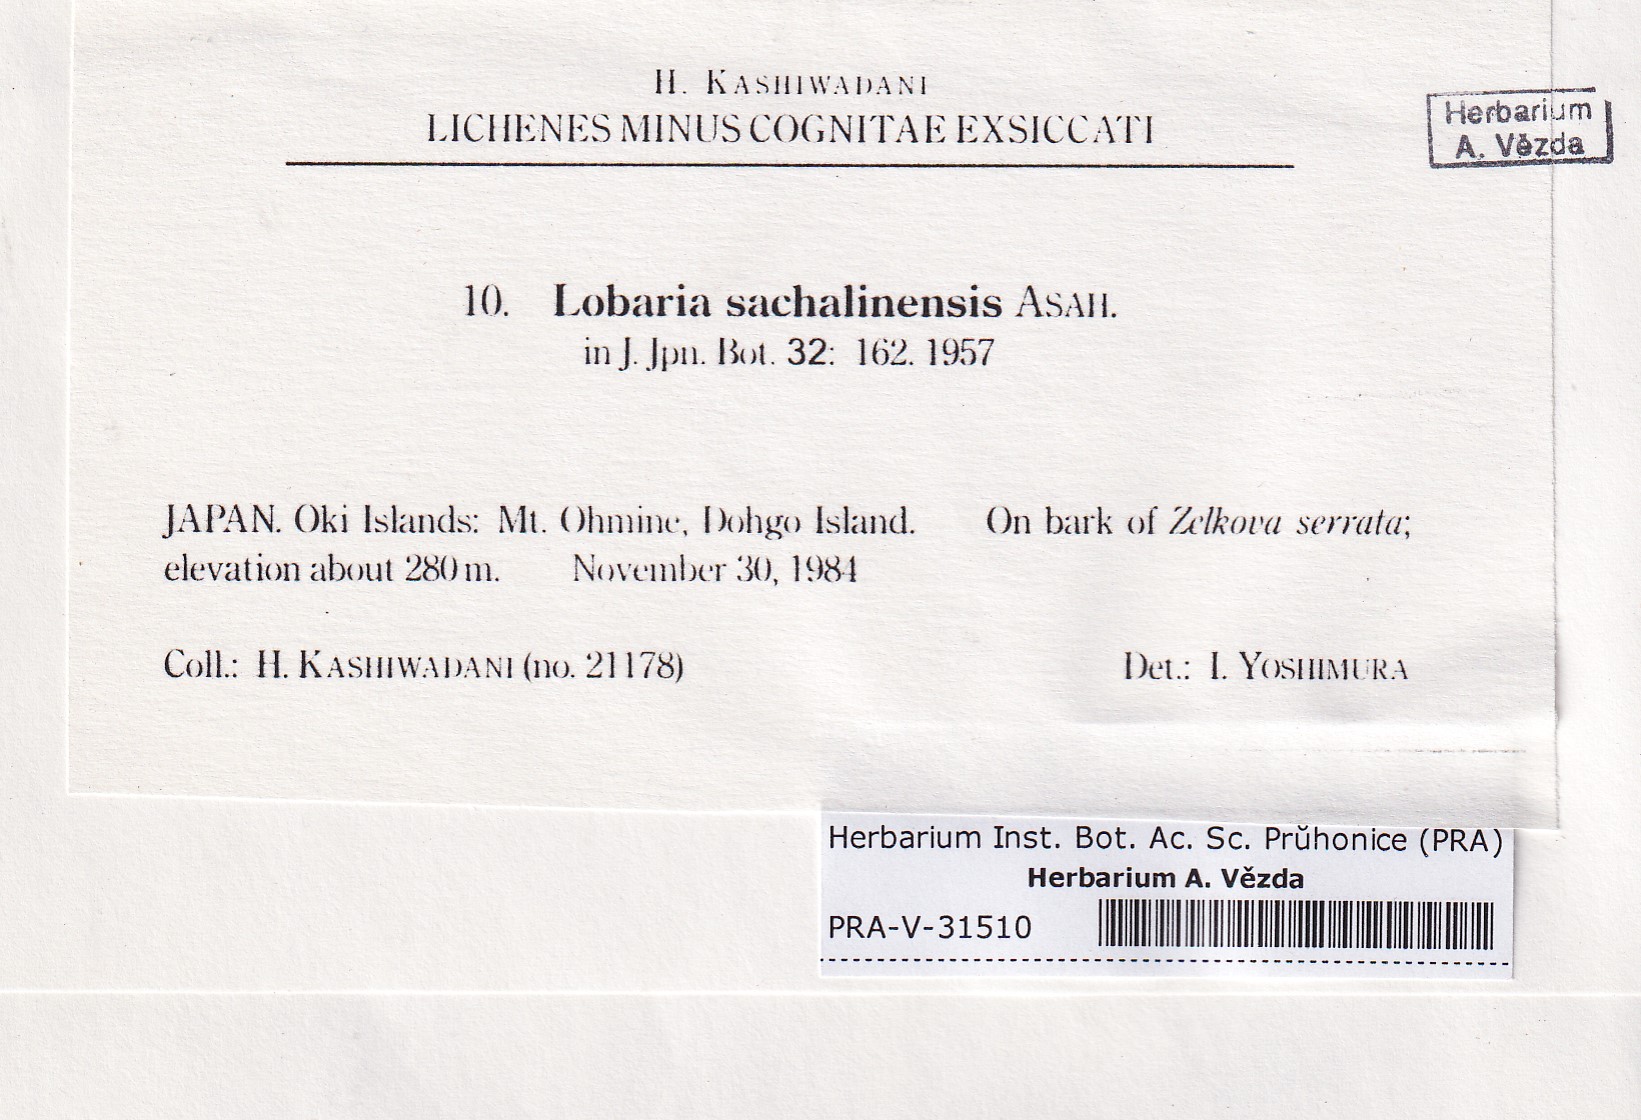 H. KASHIWADANI
LICHENES MINUS COGNITAE EXSICCATI
Herbarium
A. Vězda
10. Lobaria sachalinensis ASAH.
in J. Jpn. Bot. 32: 162. 1957
JAPAN. Oki Islands: Mt. Ohmine, Dohgo Island. On bark of Zelkova serrata;
elevation about 280 m. November 30, 1984
Coll.: H. KASHIWADANI (no. 21178) Det.: I. YOSHIMURA
Herbarium Inst. Bot. Ac. Sc. Prŭhonice (PRA)
Herbarium A. Vězda
PRA-V-31510